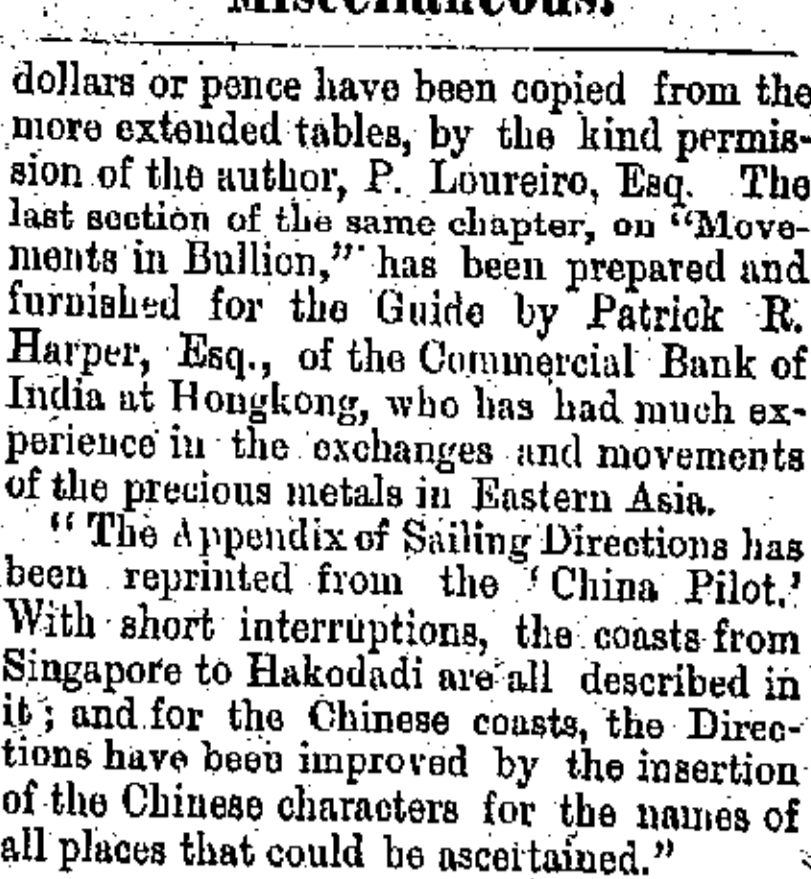 Miscellaneous.
dollars or pence have been copied from the
more extended tables, by the kind permis-
sion of the author, P. Loureiro, Esq. The
last section of the same chapter, on "Move-
ments in Bullion," has been prepared and
furnished for the Guide by Patrick R.
Harper, Esq., of the Commercial Bank of
India at Hongkong, who has had much ex-
perience in the exchanges and movements
of the precious metals in Eastern Asia.
"The Appendix of Sailing Directions has
been reprinted from the 'China Pilot.'
With short interruptions, the coasts from
Singapore to Hakodadi are all described in
it; and for the Chinese coasts, the Direc-
tions have been improved by the insertion
of the Chinese characters for the names of
all places that could be ascertained."